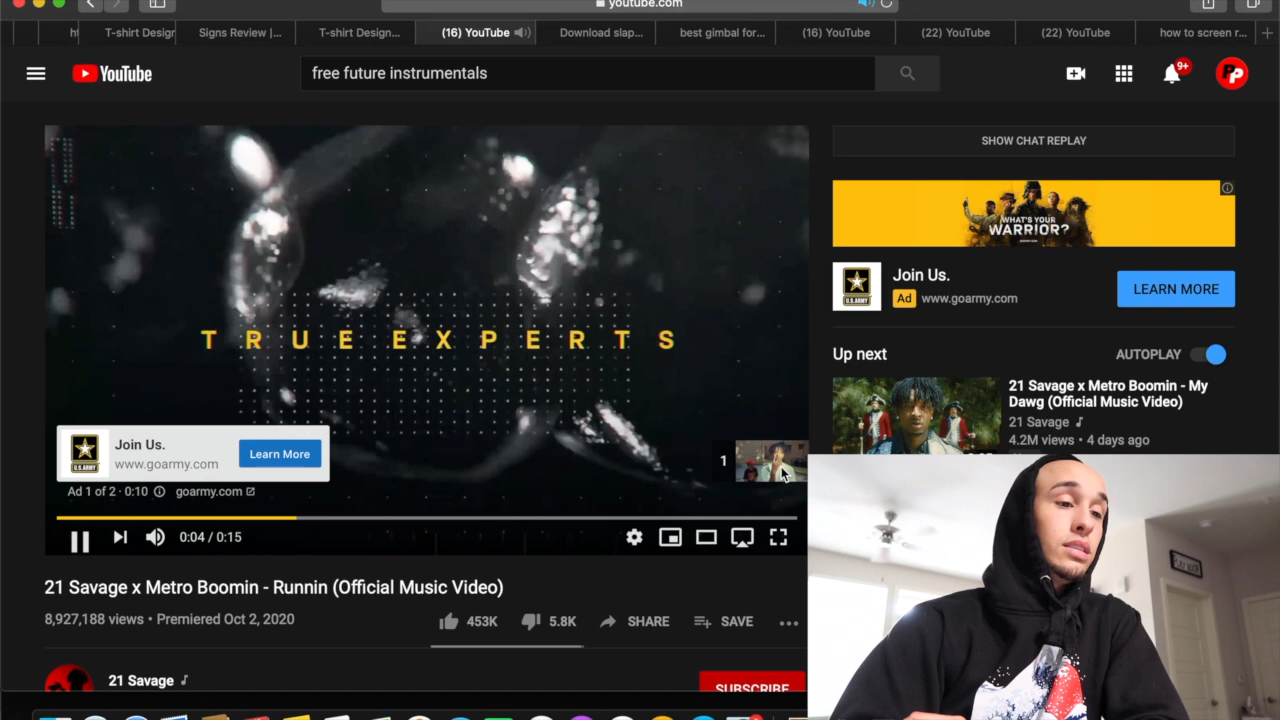 youtube.com
T-shirt Desigr
Signs Review |...
T-shirt Design...
(16) YouTube
Download slap...
best gimbal for...
(16) YouTube
(22) YouTube
(22) YouTube
how to screen r...
YouTube
free future instrumentals
9+
PP
TRUE EXPERTS
Join Us.
www.goarmy.com
Learn More
Ad 1 of 2 · 0:10
goarmy.com
1
0:04 / 0:15
21 Savage x Metro Boomin - Runnin (Official Music Video)
8,927,188 views • Premiered Oct 2, 2020
453K
5.8K
SHARE
SAVE
21 Savage
SUBSCRIBE
SHOW CHAT REPLAY
WHAT'S YOUR
WARRIOR?
U.S.ARMY
Join Us.
Ad www.goarmy.com
LEARN MORE
Up next
AUTOPLAY
21 Savage x Metro Boomin - My
Dawg (Official Music Video)
21 Savage
4.2M views • 4 days ago